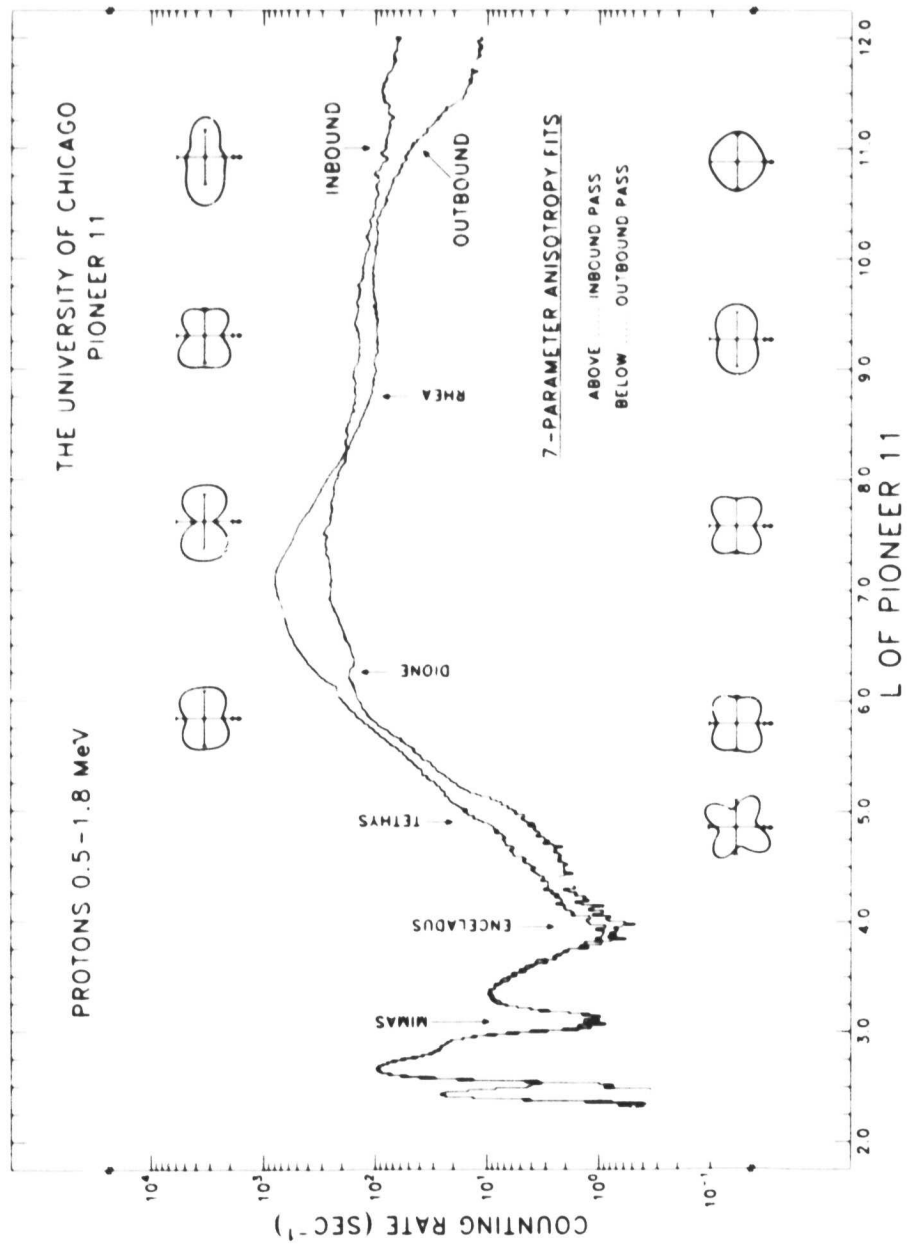 THE UNIVERSITY OF CHICAGO
PIONEER 11
PROTONS 0.5-1.8 MeV
INBOUND
OUTBOUND
7-PARAMETER ANISOTROPY FITS
ABOVE ..... INBOUND PASS
BELOW ..... OUTBOUND PASS
MIMAS
ENCELADUS
TETHYS
DIONE
RHEA
COUNTING RATE (SEC⁻¹)
10⁴
10³
10²
10¹
10⁰
10⁻¹
2.0 3.0 4.0 5.0 6.0 7.0 8.0 9.0 10.0 11.0 12.0
L OF PIONEER 11